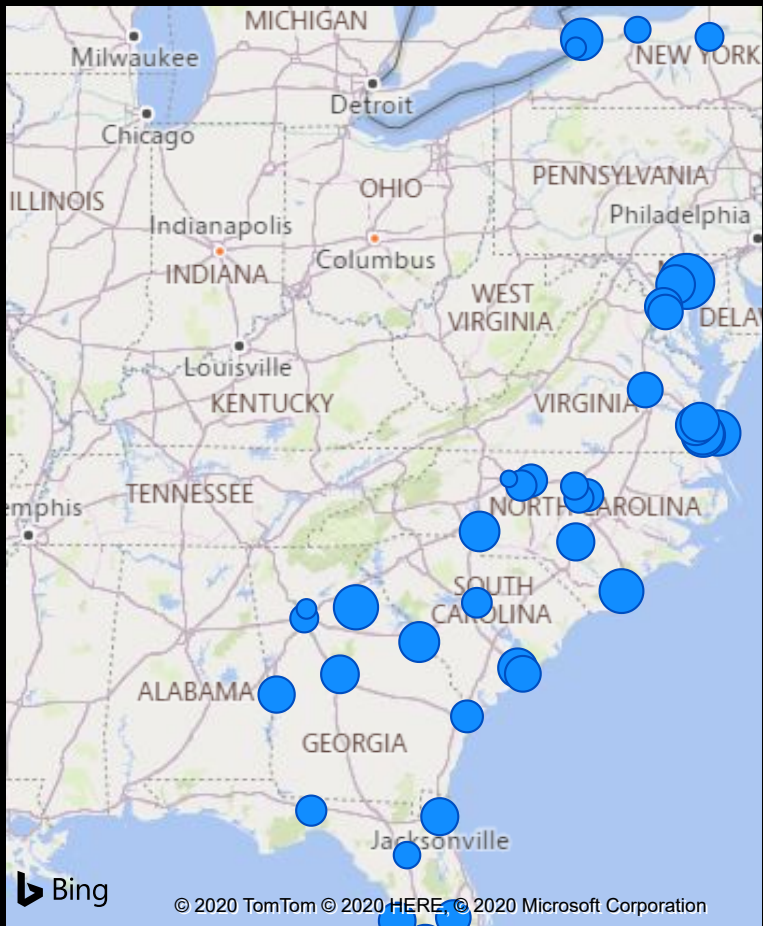 MICHIGAN
Milwaukee
NEW YORK
Detroit
Chicago
PENNSYLVANIA
OHIO
ILLINOIS
Philadelphia
Indianapolis
Columbus
INDIANA
WEST
VIRGINIA
DELAV
Louisville
KENTUCKY
VIRGINIA
TENNESSEE
emphis
NORTH CAROLINA
SOUTH
CAROLINA
ALABAMA
GEORGIA
Jacksonville
Bing
© 2020 TomTom © 2020 HERE, © 2020 Microsoft Corporation